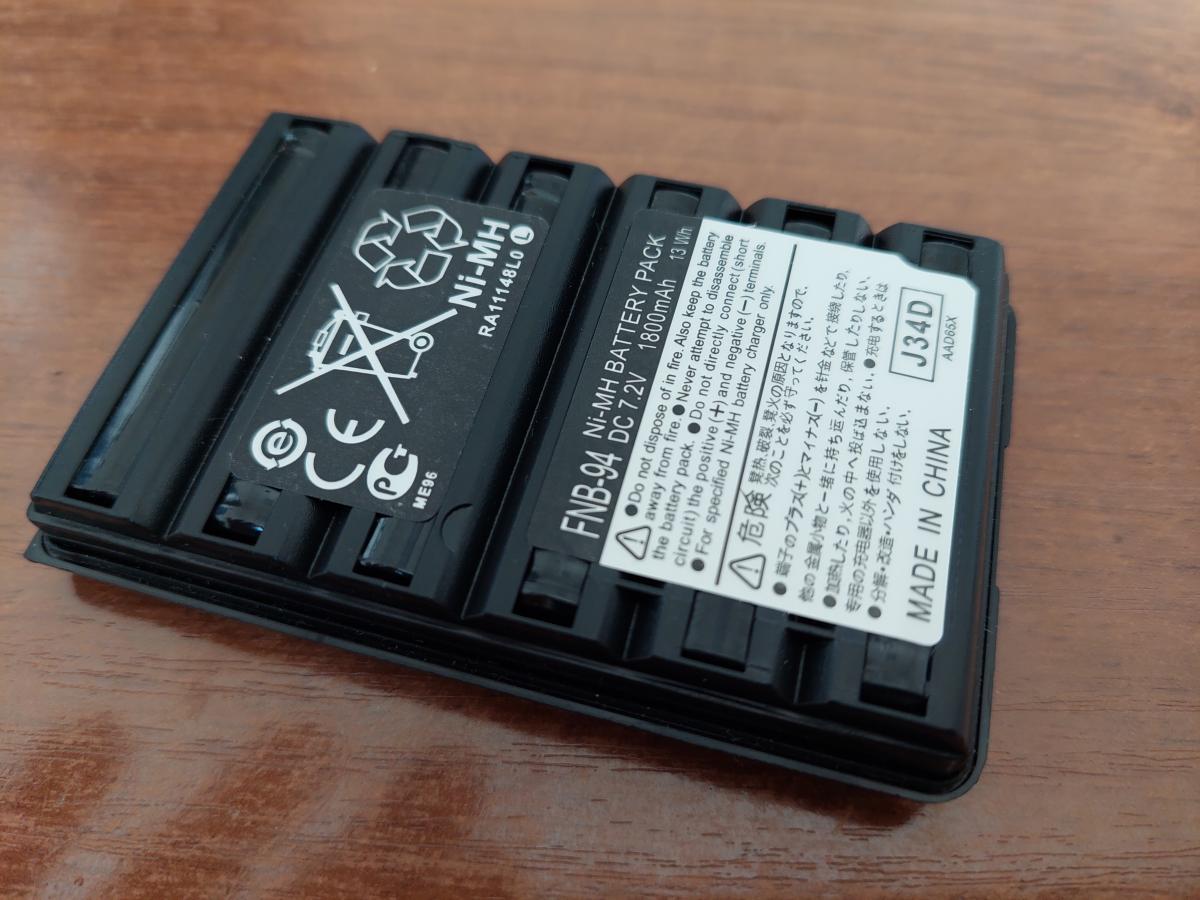 Ni-MH
RA11148L0 Ⓛ
CE
ME96
FNB-94 Ni-MH BATTERY PACK
DC 7.2V 1800mAh 13 Wh
●Do not dispose of in fire. Also keep the battery
away from fire. ●Never attempt to disassemble
the battery pack. ●Do not directly connect (short
circuit) the positive (+) and negative (−) terminals.
●For specified Ni-MH battery charger only.
危険 発熱、破裂、発火の原因となりますので、
次のことを必ず守ってください。
●端子のプラス(+)とマイナス(−)を針金などで接続したり、
他の金属小物と一緒に持ち運んだり、保管したりしない。
●加熱したり、火の中へ投げ込まない。●充電するときは
専用の充電器以外を使用しない。
●分解・改造・ハンダ付けをしない。
J34D
AAD65X
MADE IN CHINA